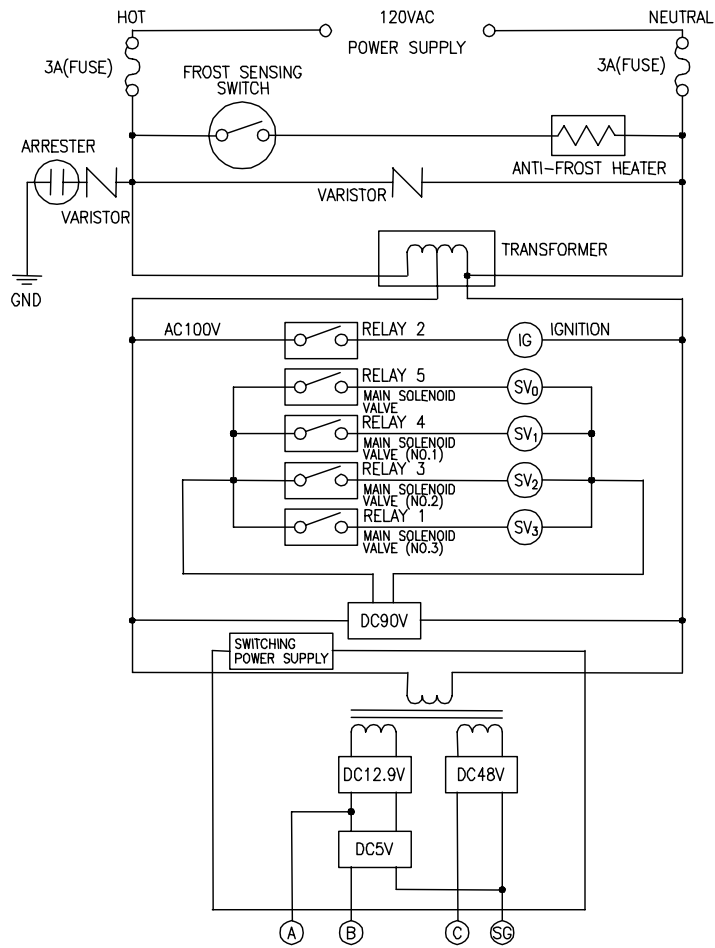 HOT
120VAC
NEUTRAL
POWER SUPPLY
3A(FUSE)
FROST SENSING
SWITCH
3A(FUSE)
ARRESTER
ANTI-FROST HEATER
VARISTOR
VARISTOR
TRANSFORMER
GND
AC100V
RELAY 2
IG
IGNITION
RELAY 5
SV0
MAIN SOLENOID
VALVE
RELAY 4
SV1
MAIN SOLENOID
VALVE (NO.1)
RELAY 3
SV2
MAIN SOLENOID
VALVE (NO.2)
RELAY 1
SV3
MAIN SOLENOID
VALVE (NO.3)
DC90V
SWITCHING
POWER SUPPLY
DC12.9V
DC48V
DC5V
A
B
C
SG